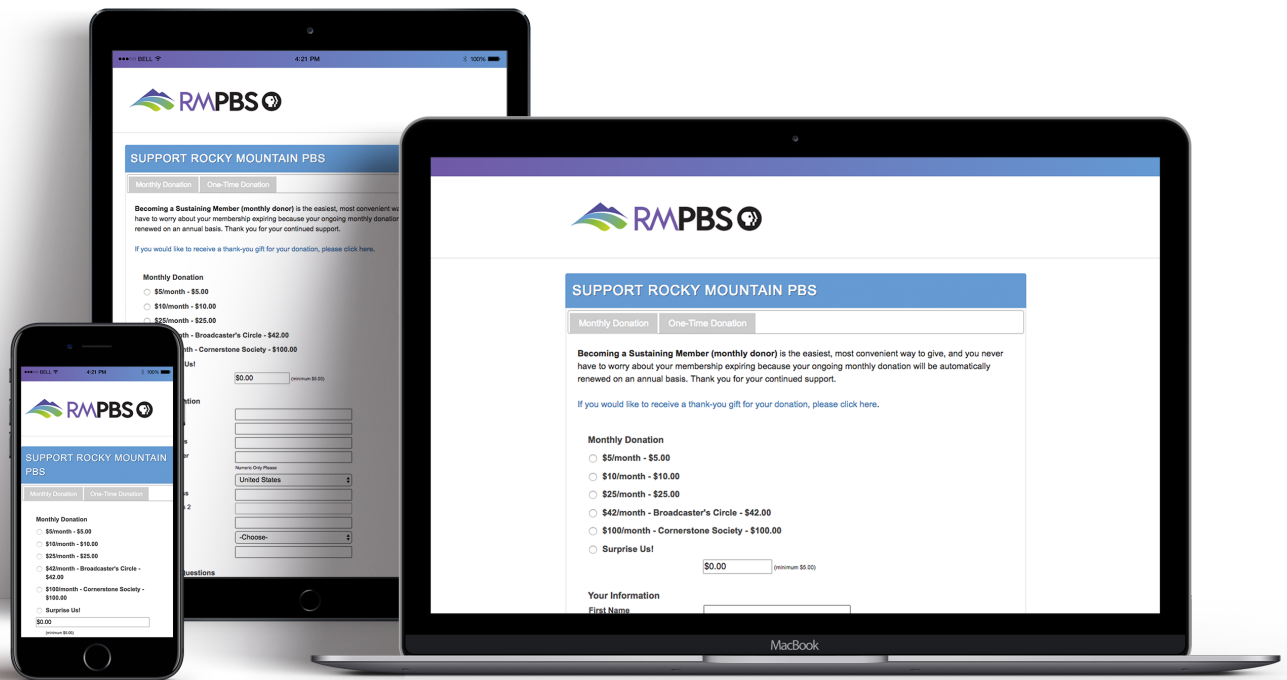 ●●●○○ BELL 4:21 PM 100%
RMPBS
SUPPORT ROCKY MOUNTAIN PBS
Monthly Donation One-Time Donation
Becoming a Sustaining Member (monthly donor) is the easiest, most convenient
have to worry about your membership expiring because your ongoing monthly donation
renewed on an annual basis. Thank you for your continued support.
If you would like to receive a thank-you gift for your donation, please click here.
Monthly Donation
$5/month - $5.00
$10/month - $10.00
$25/month - $25.00
- Broadcaster's Circle - $42.00
- Cornerstone Society - $100.00
Us!
$0.00 (minimum $5.00)
Numeric Only Please
United States
2
-Choose-
BELL 4:21 PM 100%
RMPBS
SUPPORT ROCKY MOUNTAIN
PBS
Monthly Donation One-Time Donation
Monthly Donation
$5/month - $5.00
$10/month - $10.00
$25/month - $25.00
$42/month - Broadcaster's Circle -
$42.00
$100/month - Cornerstone Society -
$100.00
Surprise Us!
$0.00
(minimum $5.00)
RMPBS
SUPPORT ROCKY MOUNTAIN PBS
Monthly Donation One-Time Donation
Becoming a Sustaining Member (monthly donor) is the easiest, most convenient way to give, and you never
have to worry about your membership expiring because your ongoing monthly donation will be automatically
renewed on an annual basis. Thank you for your continued support.
If you would like to receive a thank-you gift for your donation, please click here.
Monthly Donation
$5/month - $5.00
$10/month - $10.00
$25/month - $25.00
$42/month - Broadcaster's Circle - $42.00
$100/month - Cornerstone Society - $100.00
Surprise Us!
$0.00 (minimum $5.00)
Your Information
First Name
MacBook